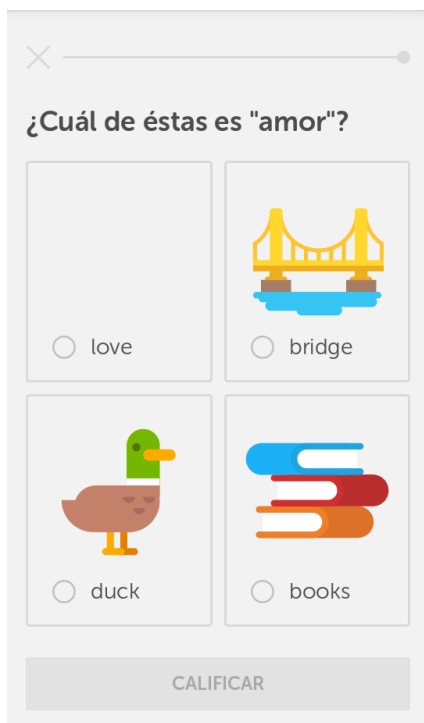 ¿Cuál de éstas es "amor"?
love
bridge
duck
books
CALIFICAR